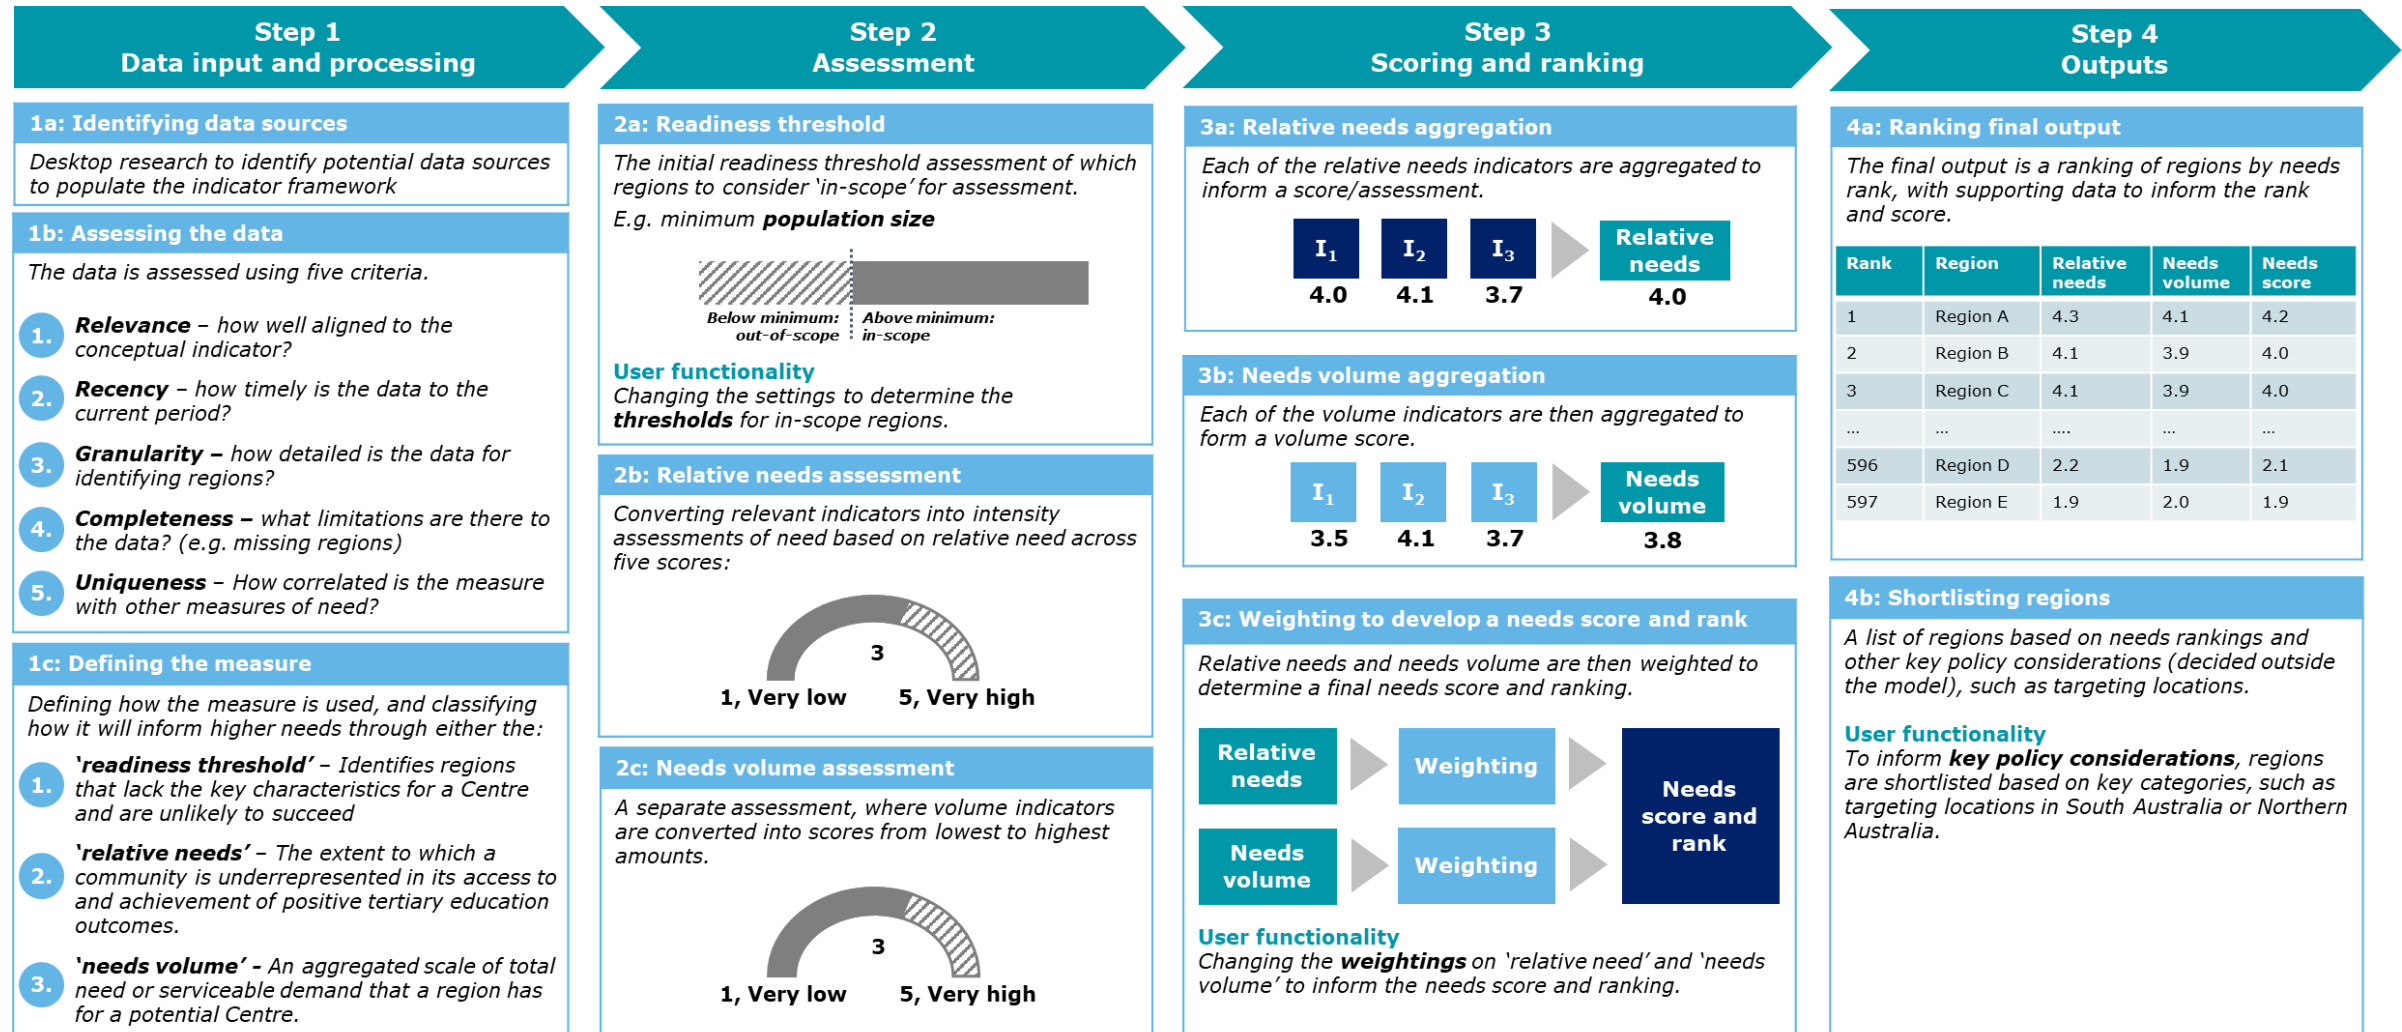 Step 1
Data input and processing
1a: Identifying data sources
Desktop research to identify potential data sources
to populate the indicator framework
1b: Assessing the data
The data is assessed using five criteria.
1. Relevance – how well aligned to the
conceptual indicator?
2. Recency – how timely is the data to the
current period?
3. Granularity – how detailed is the data for
identifying regions?
4. Completeness – what limitations are there to
the data? (e.g. missing regions)
5. Uniqueness – How correlated is the measure
with other measures of need?
1c: Defining the measure
Defining how the measure is used, and classifying
how it will inform higher needs through either the:
1. ‘readiness threshold’ – Identifies regions
that lack the key characteristics for a Centre
and are unlikely to succeed
2. ‘relative needs’ – The extent to which a
community is underrepresented in its access to
and achievement of positive tertiary education
outcomes.
3. ‘needs volume’ - An aggregated scale of total
need or serviceable demand that a region has
for a potential Centre.
Step 2
Assessment
2a: Readiness threshold
The initial readiness threshold assessment of which
regions to consider ‘in-scope’ for assessment.
E.g. minimum population size
Below minimum: Above minimum:
out-of-scope in-scope
User functionality
Changing the settings to determine the
thresholds for in-scope regions.
2b: Relative needs assessment
Converting relevant indicators into intensity
assessments of need based on relative need across
five scores:
3
1, Very low 5, Very high
2c: Needs volume assessment
A separate assessment, where volume indicators
are converted into scores from lowest to highest
amounts.
3
1, Very low 5, Very high
Step 3
Scoring and ranking
3a: Relative needs aggregation
Each of the relative needs indicators are aggregated to
inform a score/assessment.
I1 I2 I3 Relative
needs
4.0 4.1 3.7 4.0
3b: Needs volume aggregation
Each of the volume indicators are then aggregated to
form a volume score.
I1 I2 I3 Needs
volume
3.5 4.1 3.7 3.8
3c: Weighting to develop a needs score and rank
Relative needs and needs volume are then weighted to
determine a final needs score and ranking.
Relative
needs
Weighting
Needs
volume
Weighting
Needs
score and
rank
User functionality
Changing the weightings on ‘relative need’ and ‘needs
volume’ to inform the needs score and ranking.
Step 4
Outputs
4a: Ranking final output
The final output is a ranking of regions by needs
rank, with supporting data to inform the rank
and score.
Rank Region Relative needs Needs volume Needs score
1 Region A 4.3 4.1 4.2
2 Region B 4.1 3.9 4.0
3 Region C 4.1 3.9 4.0
... ... .... ... ...
596 Region D 2.2 1.9 2.1
597 Region E 1.9 2.0 1.9
4b: Shortlisting regions
A list of regions based on needs rankings and
other key policy considerations (decided outside
the model), such as targeting locations.
User functionality
To inform key policy considerations, regions
are shortlisted based on key categories, such as
targeting locations in South Australia or Northern
Australia.